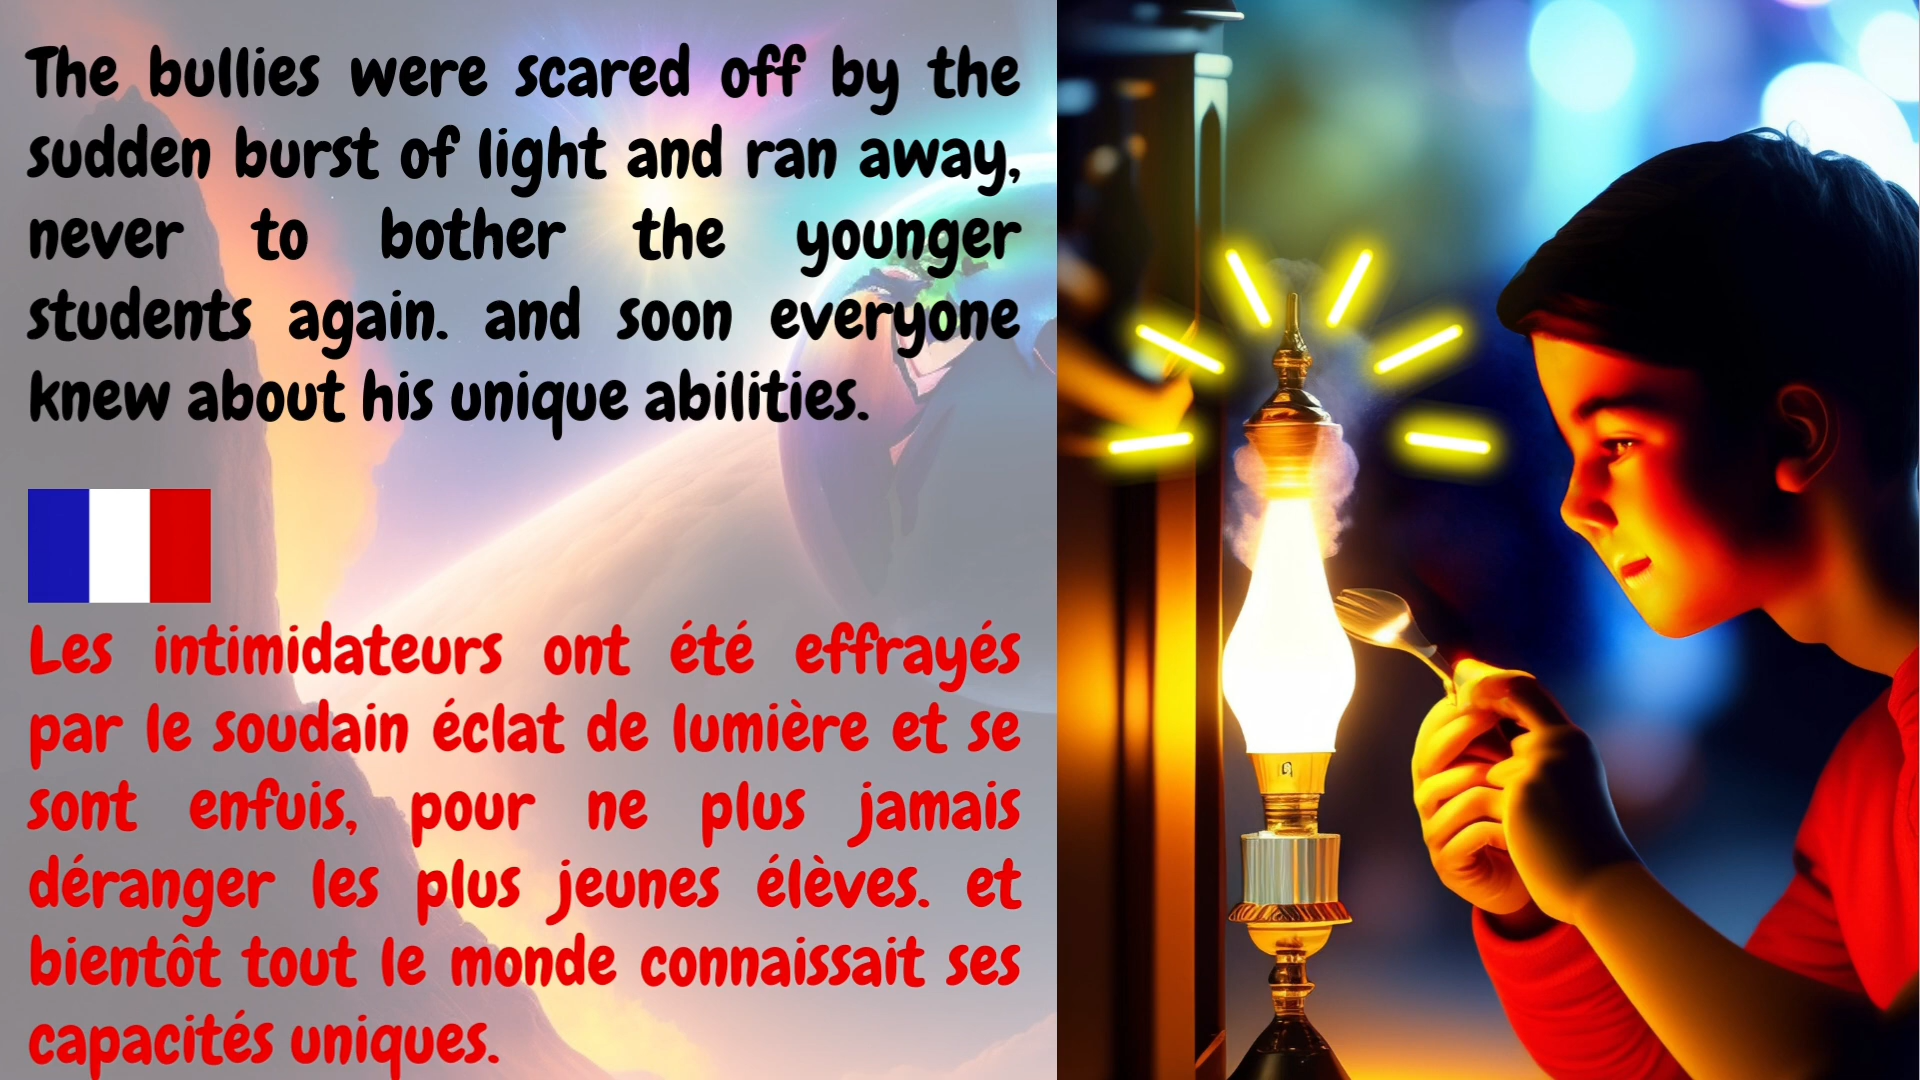 The bullies were scared off by the
sudden burst of light and ran away,
never to bother the younger
students again. and soon everyone
knew about his unique abilities.
Les intimidateurs ont été effrayés
par le soudain éclat de lumière et se
sont enfuis, pour ne plus jamais
déranger les plus jeunes élèves. et
bientôt tout le monde connaissait ses
capacités uniques.